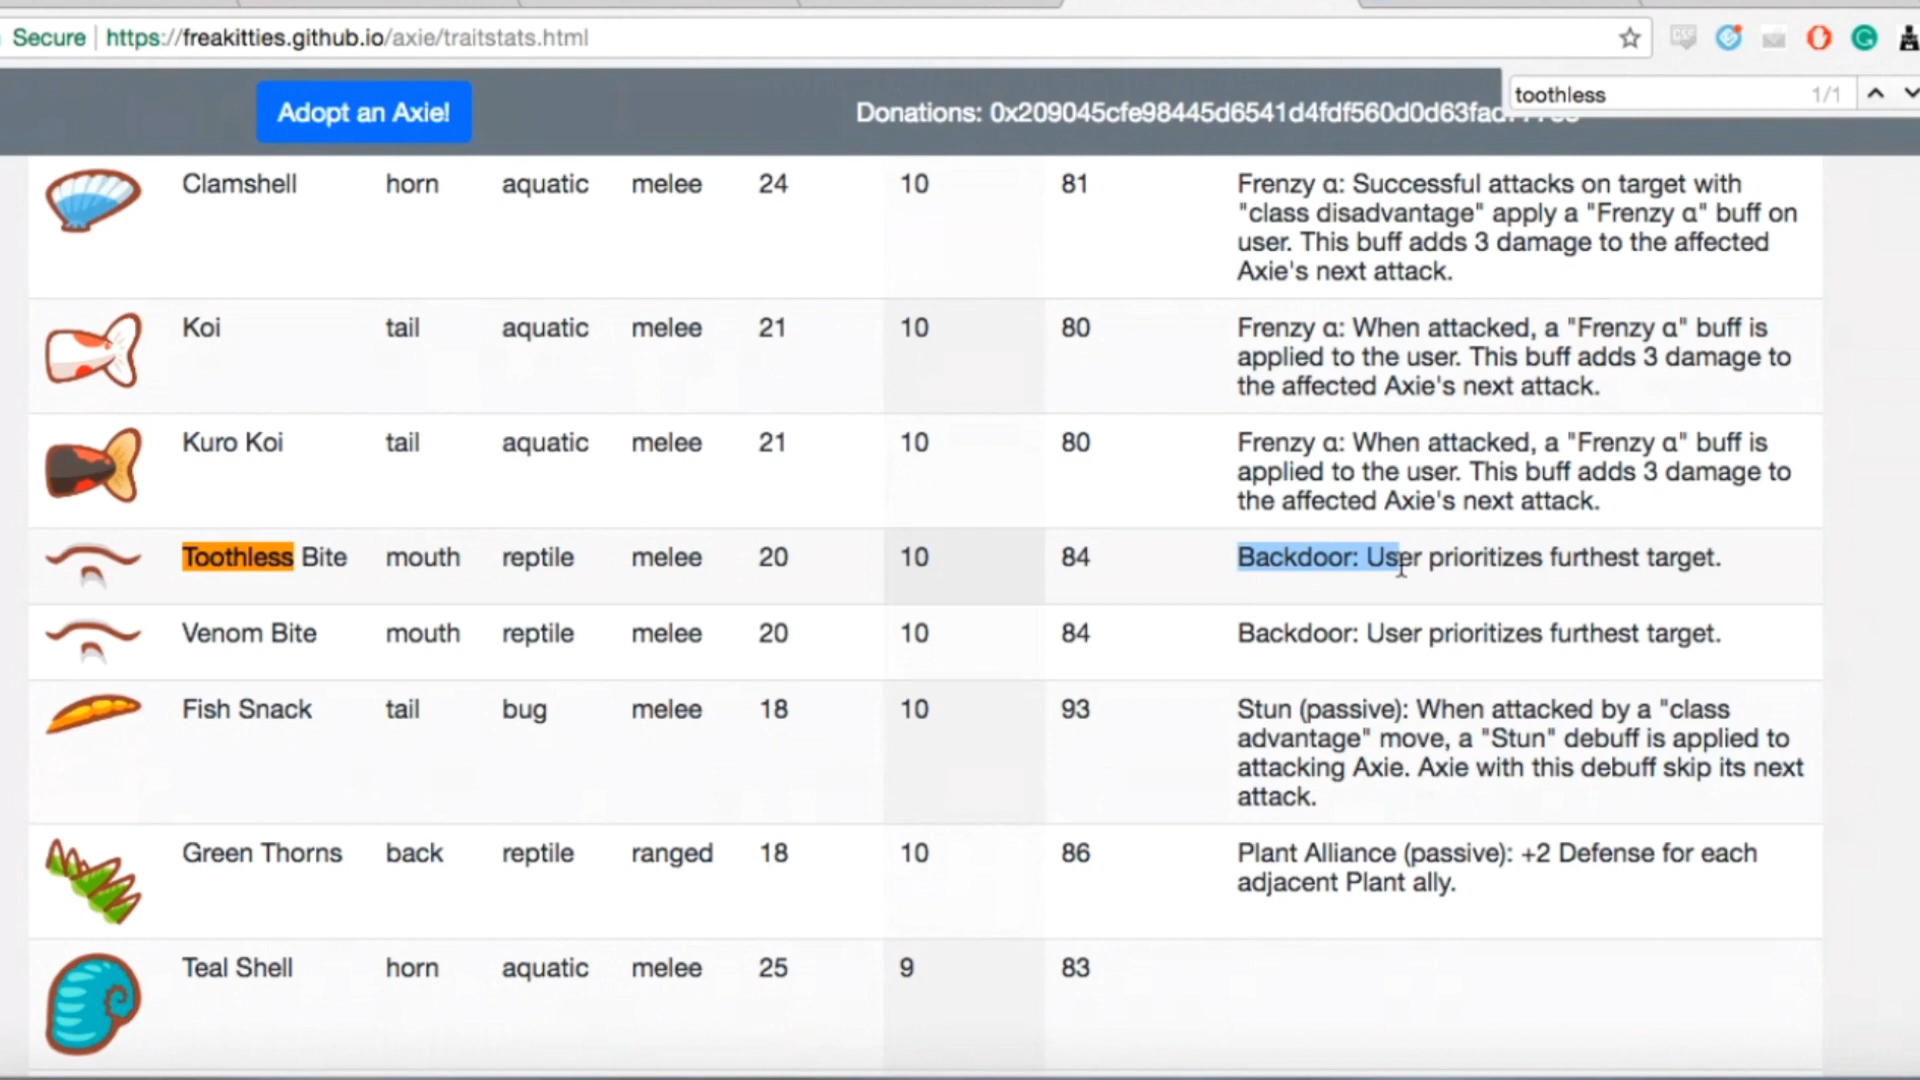 Secure https://freakitties.github.io/axie/traitstats.html
toothless 1/1
Adopt an Axie! Donations: 0x209045cfe98445d6541d4fdf560d0d63fad
Clamshell horn aquatic melee 24 10 81 Frenzy α: Successful attacks on target with
"class disadvantage" apply a "Frenzy α" buff on
user. This buff adds 3 damage to the affected
Axie's next attack.
Koi tail aquatic melee 21 10 80 Frenzy α: When attacked, a "Frenzy α" buff is
applied to the user. This buff adds 3 damage to
the affected Axie's next attack.
Kuro Koi tail aquatic melee 21 10 80 Frenzy α: When attacked, a "Frenzy α" buff is
applied to the user. This buff adds 3 damage to
the affected Axie's next attack.
Toothless Bite mouth reptile melee 20 10 84 Backdoor: User prioritizes furthest target.
Venom Bite mouth reptile melee 20 10 84 Backdoor: User prioritizes furthest target.
Fish Snack tail bug melee 18 10 93 Stun (passive): When attacked by a "class
advantage" move, a "Stun" debuff is applied to
attacking Axie. Axie with this debuff skip its next
attack.
Green Thorns back reptile ranged 18 10 86 Plant Alliance (passive): +2 Defense for each
adjacent Plant ally.
Teal Shell horn aquatic melee 25 9 83